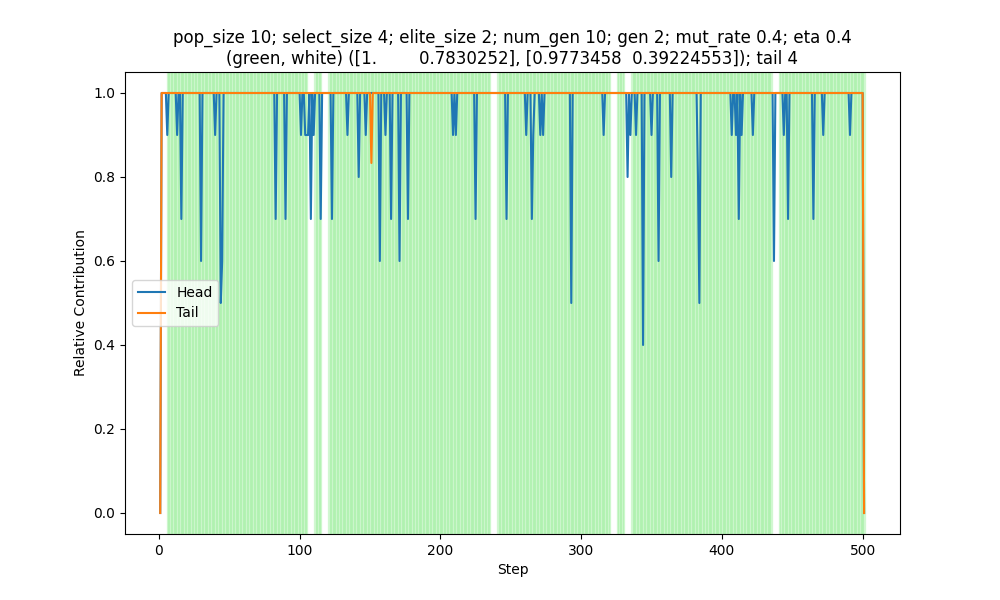 pop_size 10; select_size 4; elite_size 2; num_gen 10; gen 2; mut_rate 0.4; eta 0.4
(green, white) ([1.         0.7830252], [0.9773458  0.39224553]); tail 4
1.0
0.8
0.6
0.4
0.2
0.0
Relative Contribution
Head
Tail
0
100
200
300
400
500
Step